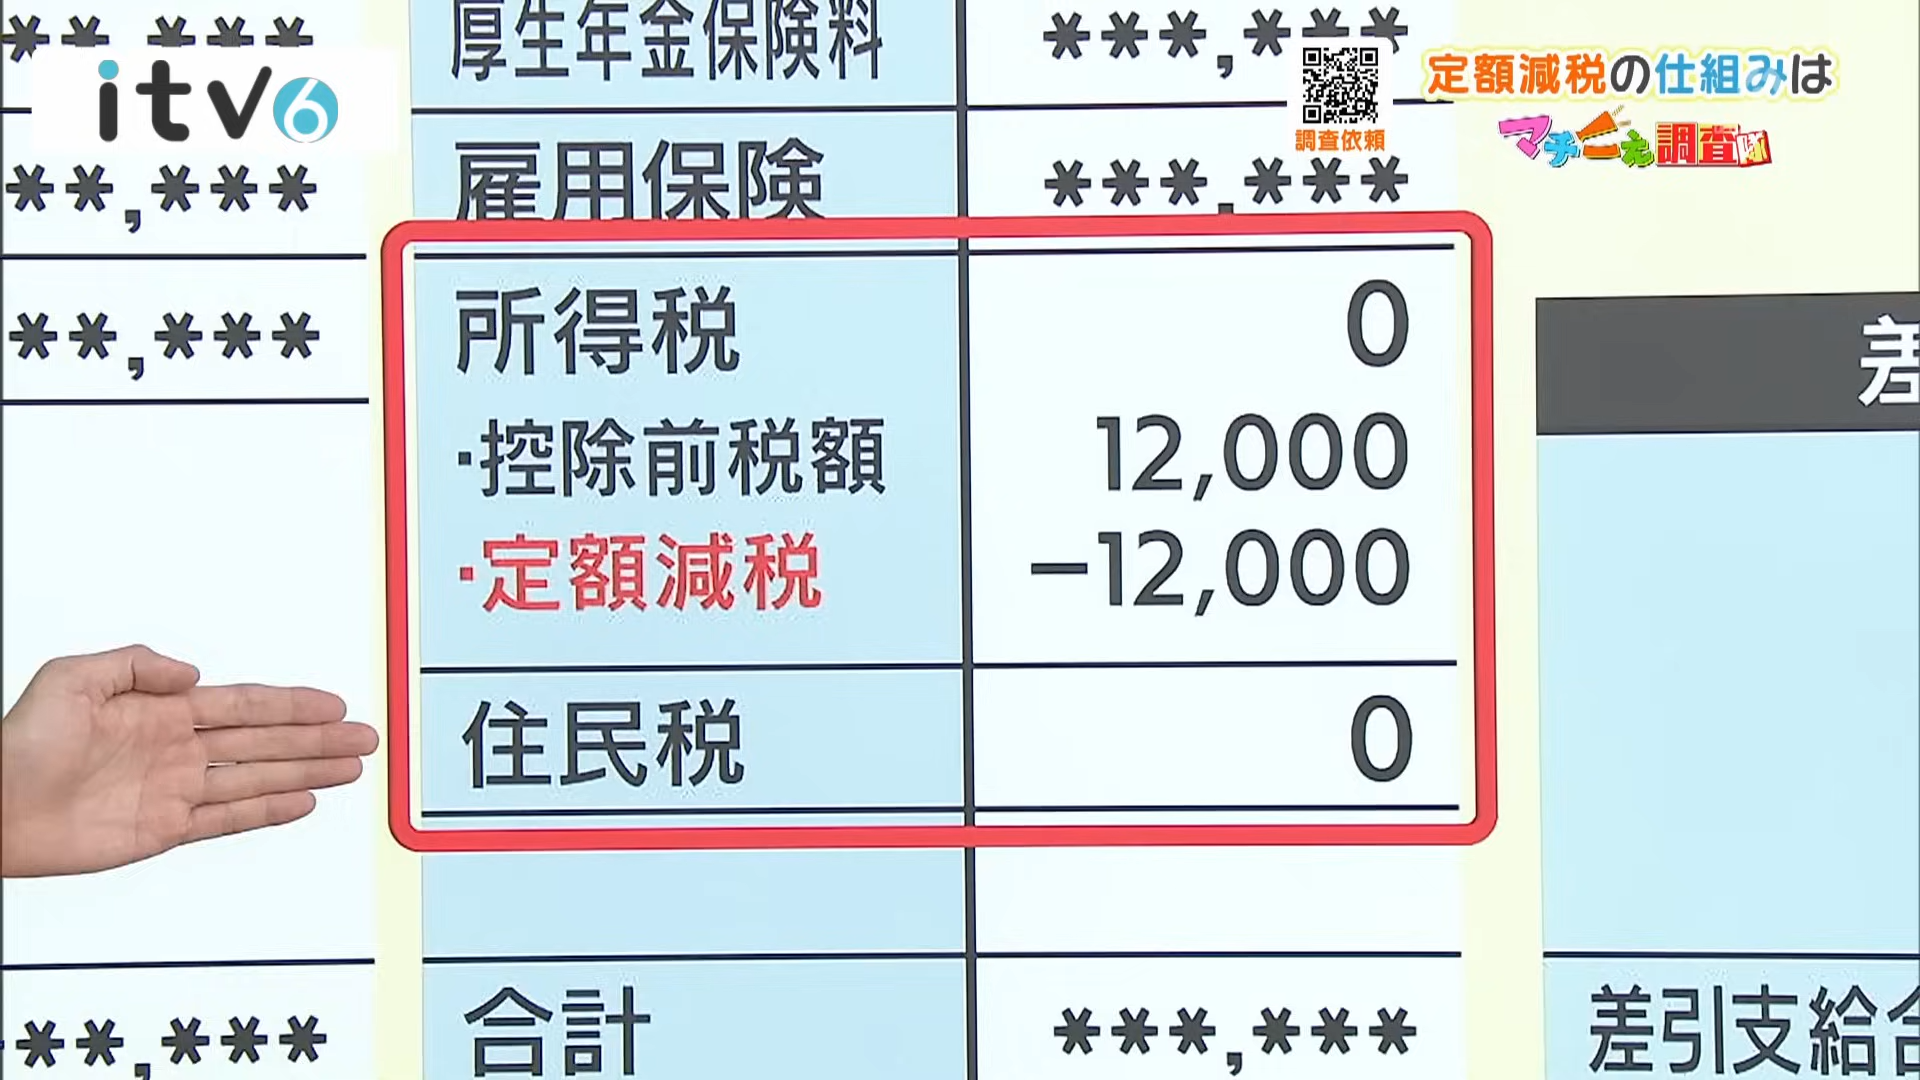 itv6
定額減税の仕組みは
マチこえ調査隊
調査依頼
厚生年金保険料 ***,***
**,***
雇用保険 ***,***
**,***
所得税 0
**,***
・控除前税額 12,000
・定額減税 −12,000
住民税 0
合計 ***,***
**,***
差
差引支給合